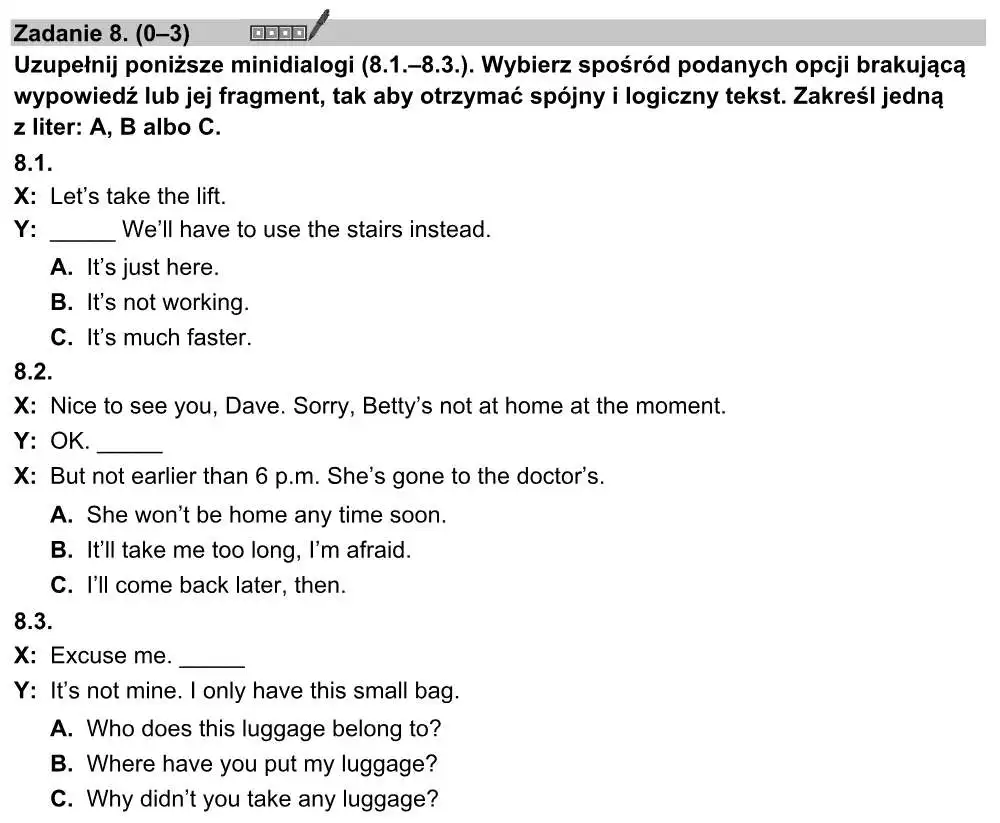 Zadanie 8. (0–3)
Uzupełnij poniższe minidialogi (8.1.–8.3.). Wybierz spośród podanych opcji brakującą
wypowiedź lub jej fragment, tak aby otrzymać spójny i logiczny tekst. Zakreśl jedną
z liter: A, B albo C.
8.1.
X: Let’s take the lift.
Y: _____ We’ll have to use the stairs instead.
A. It’s just here.
B. It’s not working.
C. It’s much faster.
8.2.
X: Nice to see you, Dave. Sorry, Betty’s not at home at the moment.
Y: OK. _____
X: But not earlier than 6 p.m. She’s gone to the doctor’s.
A. She won’t be home any time soon.
B. It’ll take me too long, I’m afraid.
C. I’ll come back later, then.
8.3.
X: Excuse me. _____
Y: It’s not mine. I only have this small bag.
A. Who does this luggage belong to?
B. Where have you put my luggage?
C. Why didn’t you take any luggage?